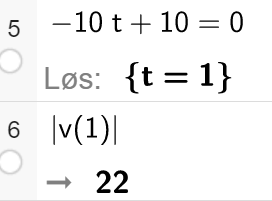 5
−10 t + 10 = 0
Løs: {t = 1}
6
|v(1)|
→ 22